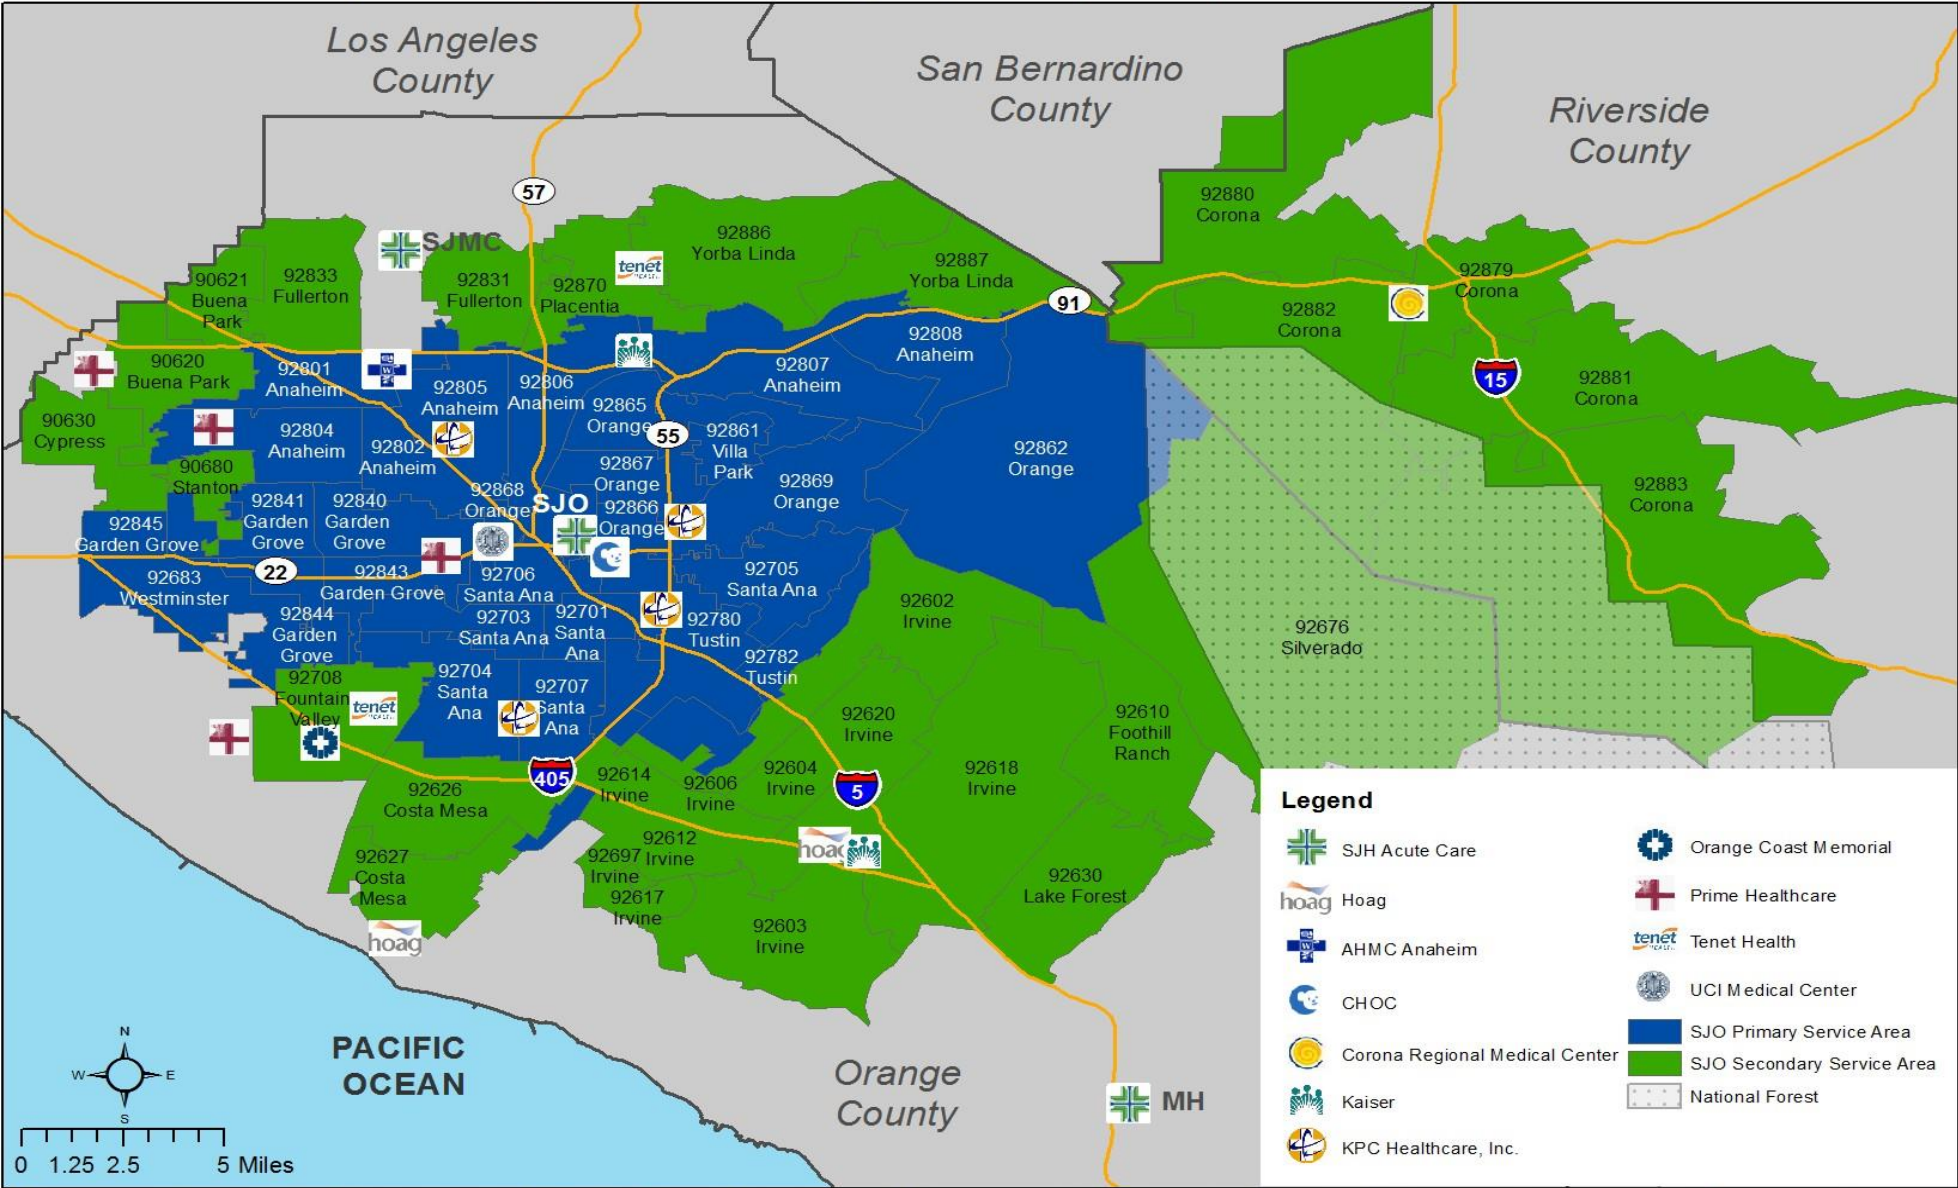 Los Angeles
County
San Bernardino
County
Riverside
County
57
SJMC
92880
Corona
92886
Yorba Linda
92887
Yorba Linda
90621
Buena
Park
92833
Fullerton
92831
Fullerton
92870
Placentia
tenet
HEALTH
91
92879
Corona
92882
Corona
92808
Anaheim
90620
Buena Park
92801
Anaheim
W
92805
Anaheim
92806
Anaheim
92807
Anaheim
15
92881
Corona
90630
Cypress
92804
Anaheim
92802
Anaheim
92865
Orange
55
92861
Villa
Park
92862
Orange
90680
Stanton
92867
Orange
92869
Orange
92883
Corona
92868
Orange
SJO
92866
Orange
92841
Garden
Grove
92840
Garden
Grove
92845
Garden Grove
22
92683
Westminster
92843
Garden Grove
92706
Santa Ana
92705
Santa Ana
92844
Garden
Grove
92703
Santa Ana
92701
Santa
Ana
92780
Tustin
92602
Irvine
92676
Silverado
92782
Tustin
92708
Fountain
Valley
tenet
HEALTH
92704
Santa
Ana
92707
Santa
Ana
92620
Irvine
92610
Foothill
Ranch
405
92614
Irvine
92606
Irvine
92604
Irvine
5
92618
Irvine
92626
Costa Mesa
92612
Irvine
hoag
92627
Costa
Mesa
92697
Irvine
92617
Irvine
92630
Lake Forest
92603
Irvine
hoag
PACIFIC
OCEAN
Orange
County
MH
N
W
E
S
0 1.25 2.5 5 Miles
Legend
SJH Acute Care
hoag Hoag
W AHMC Anaheim
CHOC
Corona Regional Medical Center
Kaiser
KPC Healthcare, Inc.
Orange Coast Memorial
Prime Healthcare
tenet HEALTH Tenet Health
UCI Medical Center
SJO Primary Service Area
SJO Secondary Service Area
National Forest